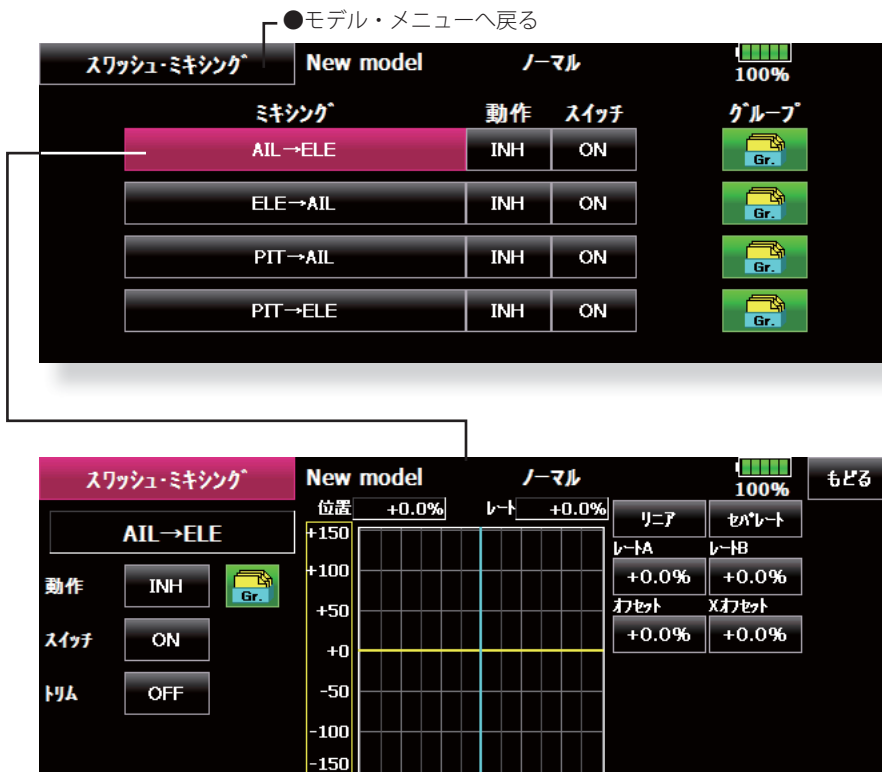 ●モデル・メニューへ戻る
スワッシュ・ミキシング New model ノーマル 100%
ミキシング 動作 スイッチ グループ
AIL→ELE INH ON Gr.
ELE→AIL INH ON Gr.
PIT→AIL INH ON Gr.
PIT→ELE INH ON Gr.
スワッシュ・ミキシング New model ノーマル 100% もどる
位置 +0.0% レート +0.0% リニア セパレート
AIL→ELE
+150
レートA レートB
動作 INH Gr.
+100
+0.0% +0.0%
オフセット Xオフセット
+50
スイッチ ON
+0.0% +0.0%
+0
トリム OFF
-50
-100
-150